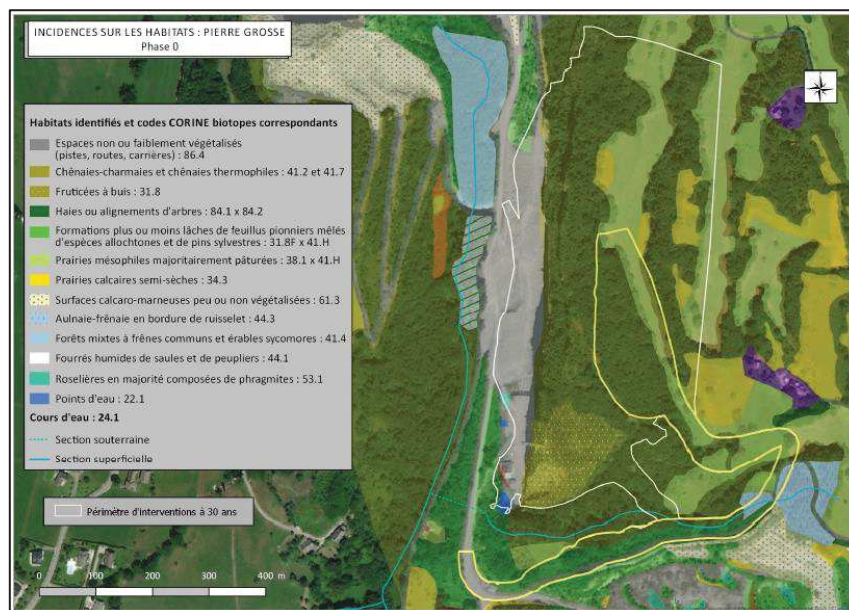 INCIDENCES SUR LES HABITATS : PIERRE GROSSE
Phase 0
Habitats identifiés et codes CORINE biotopes correspondants
Espaces non ou faiblement végétalisés
(pistes, routes, carrières) : 86.4
Chênaies-charmaies et chênaies thermophiles : 41.2 et 41.7
Fruticées à buis : 31.8
Haies ou alignements d'arbres : 84.1 x 84.2
Formations plus ou moins lâches de feuillus pionniers mêlés
d'espèces allochtones et de pins sylvestres : 31.8F x 41.H
Prairies mésophiles majoritairement pâturées : 38.1 x 41.H
Prairies calcaires semi-sèches : 34.3
Surfaces calcaro-marneuses peu ou non végétalisées : 61.3
Aulnaie-frênaie en bordure de ruisselet : 44.3
Forêts mixtes à frênes communs et érables sycomores : 41.4
Fourrés humides de saules et de peupliers : 44.1
Roselières en majorité composées de phragmites : 53.1
Points d'eau : 22.1
Cours d'eau : 24.1
Section souterraine
Section superficielle
Périmètre d'interventions à 30 ans
0 100 200 300 400 m